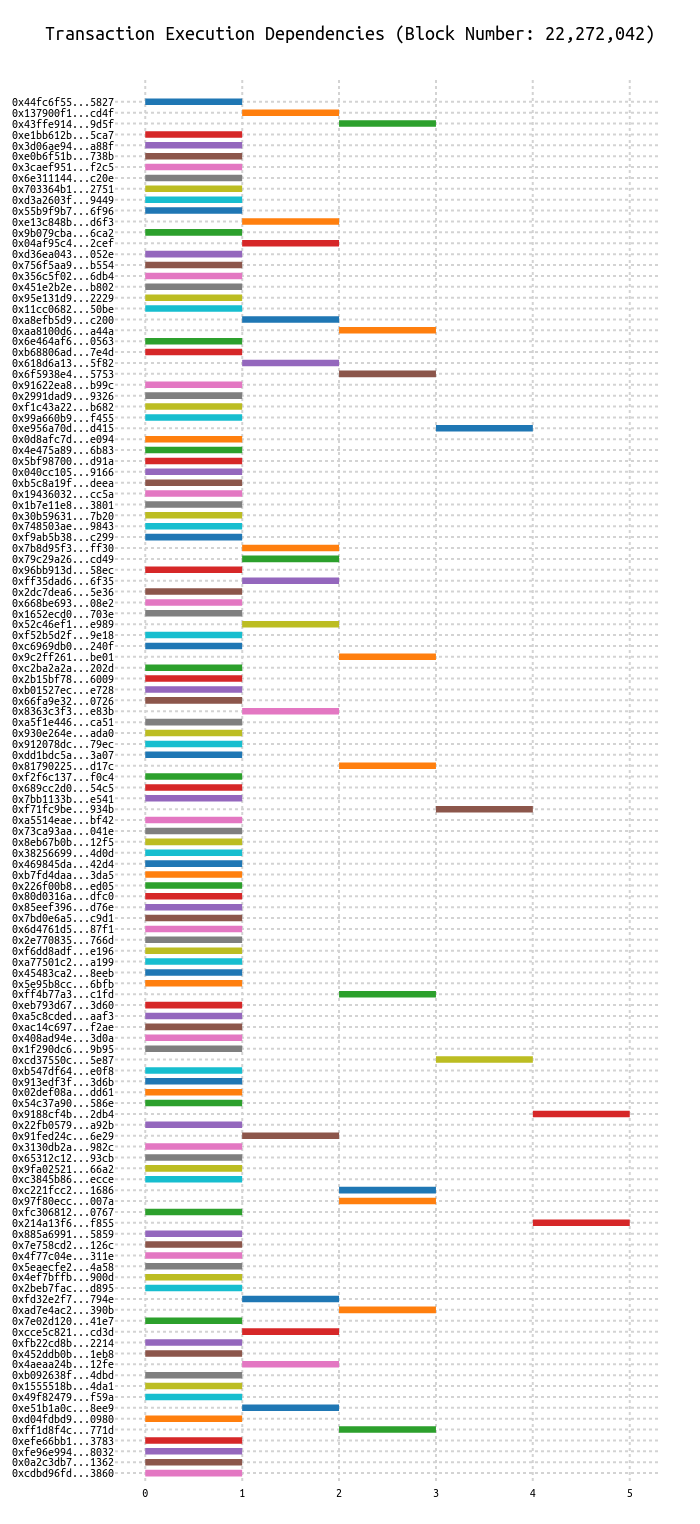 Transaction Execution Dependencies (Block Number: 22,272,042)
0x44fc6f55...5827
0x137900f1...cd4f
0x43ffe914...9d5f
0xe1bb612b...5ca7
0x3d06ae94...a88f
0xe0b6f51b...738b
0x3caef951...f2c5
0x6e311144...c20e
0x703364b1...2751
0xd3a2603f...9449
0x55b9f9b7...6f96
0xe13c848b...d6f3
0x9b079cba...6ca2
0x04af95c4...2cef
0xd36ea043...052e
0x756f5aa9...b554
0x356c5f02...6db4
0x451e2b2e...b802
0x95e131d9...2229
0x11cc0682...50be
0xa8efb5d9...c200
0xaa8100d6...a44a
0x6e464af6...0563
0xb68806ad...7e4d
0x618d6a13...5f82
0x6f5938e4...5753
0x91622ea8...b99c
0x2991dad9...9326
0xf1c43a22...b682
0x99a660b9...f455
0xe956a70d...d415
0x0d8afc7d...e094
0x4e475a89...6b83
0x5bf98700...d91a
0x040cc105...9166
0xb5c8a19f...deea
0x19436032...cc5a
0x1b7e11e8...3801
0x30b59631...7b20
0x748503ae...9843
0xf9ab5b38...c299
0x7b8d95f3...ff30
0x79c29a26...cd49
0x96bb913d...58ec
0xff35dad6...6f35
0x2dc7dea6...5e36
0x668be693...08e2
0x1652ecd0...703e
0x52c46ef1...e989
0xf52b5d2f...9e18
0xc6969db0...240f
0x9c2ff261...be01
0xc2ba2a2a...202d
0x2b15bf78...6009
0xb01527ec...e728
0x66fa9e32...0726
0x8363c3f3...e83b
0xa5f1e446...ca51
0x930e264e...ada0
0x912078dc...79ec
0xdd1bdc5a...3a07
0x81790225...d17c
0xf2f6c137...f0c4
0x689cc2d0...54c5
0x7bb1133b...e541
0xf71fc9be...934b
0xa5514eae...bf42
0x73ca93aa...041e
0x8eb67b0b...12f5
0x38256699...4d0d
0x469845da...42d4
0xb7fd4daa...3da5
0x226f00b8...ed05
0x80d0316a...dfc0
0x85eef396...d76e
0x7bd0e6a5...c9d1
0x6d4761d5...87f1
0x2e770835...766d
0xf6dd8adf...e196
0xa77501c2...a199
0x45483ca2...8eeb
0x5e95b8cc...6bfb
0xff4b77a3...c1fd
0xeb793d67...3d60
0xa5c8cded...aaf3
0xac14c697...f2ae
0x408ad94e...3d0a
0x1f290dc6...9b95
0xcd37550c...5e87
0xb547df64...e0f8
0x913edf3f...3d6b
0x02def08a...dd61
0x54c37a90...586e
0x9188cf4b...2db4
0x22fb0579...a92b
0x91fed24c...6e29
0x3130db2a...982c
0x65312c12...93cb
0x9fa02521...66a2
0xc3845b86...ecce
0xc221fcc2...1686
0x97f80ecc...007a
0xfc306812...0767
0x214a13f6...f855
0x885a6991...5859
0x7e758cd2...126c
0x4f77c04e...311e
0x5eaecfe2...4a58
0x4ef7bffb...900d
0x2beb7fac...d895
0xfd32e2f7...794e
0xad7e4ac2...390b
0x7e02d120...41e7
0xcce5c821...cd3d
0xfb22cd8b...2214
0x452ddb0b...1eb8
0x4aeaa24b...12fe
0xb092638f...4dbd
0x1555518b...4da1
0x49f82479...f59a
0xe51b1a0c...8ee9
0xd04fdbd9...0980
0xff1d8f4c...771d
0xefe66bb1...3783
0xfe96e994...8032
0x0a2c3db7...1362
0xcdbd96fd...3860
0 1 2 3 4 5